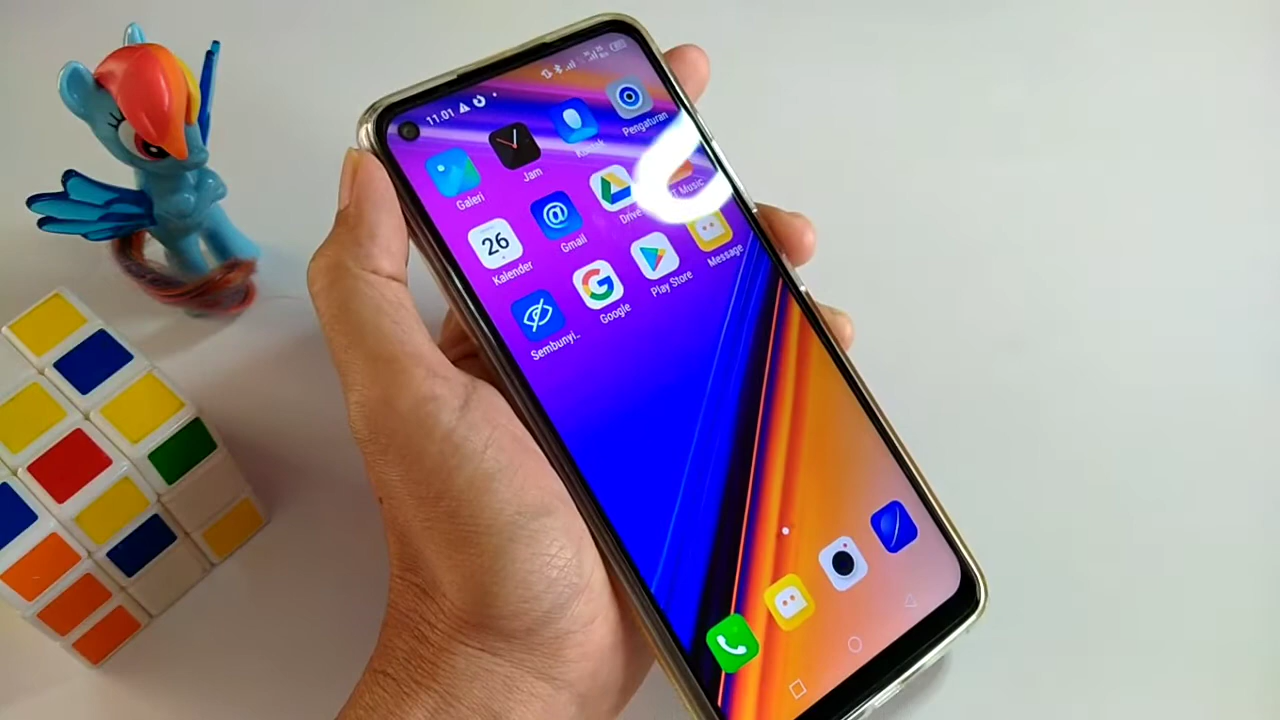 11.01
Galeri
Jam
Kontak
Pengaturan
26
Kalender
Gmail
Drive
T Music
Sembunyi..
Google
Play Store
Message